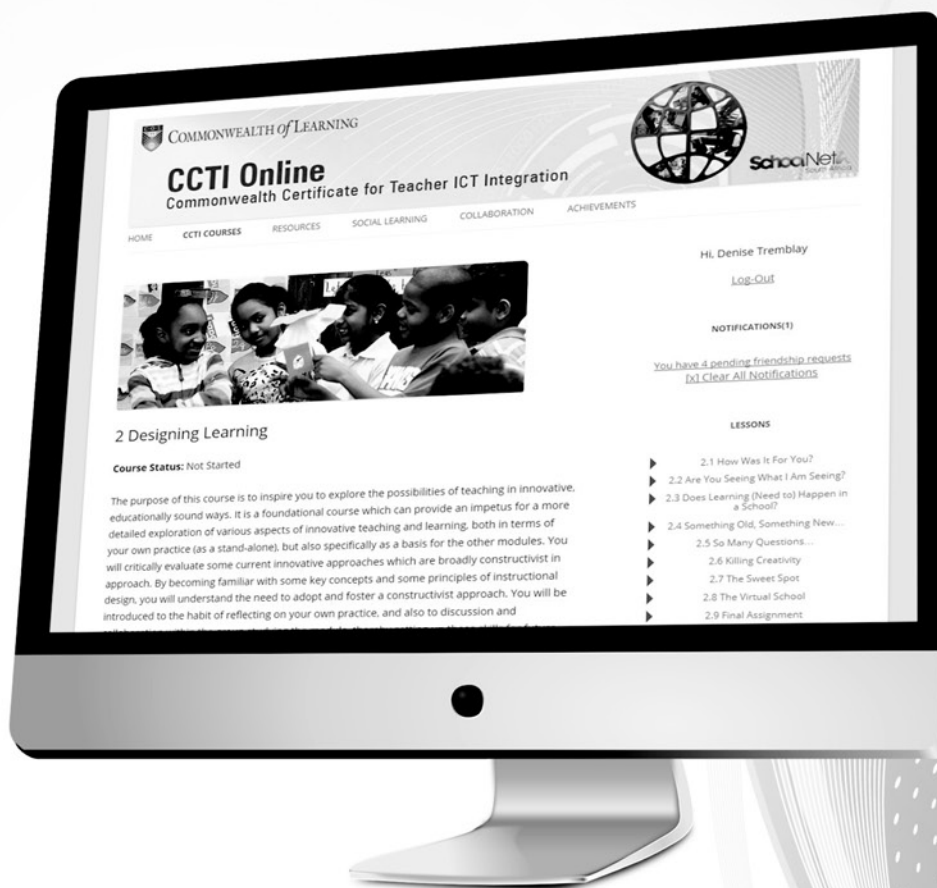 COL
COMMONWEALTH of LEARNING
CCTI Online
Commonwealth Certificate for Teacher ICT Integration
SchoolNet
South Africa
HOME CCTI COURSES RESOURCES SOCIAL LEARNING COLLABORATION ACHIEVEMENTS
2 Designing Learning
Course Status: Not Started
The purpose of this course is to inspire you to explore the possibilities of teaching in innovative,
educationally sound ways. It is a foundational course which can provide an impetus for a more
detailed exploration of various aspects of innovative teaching and learning, both in terms of
your own practice (as a stand-alone), but also specifically as a basis for the other modules. You
will critically evaluate some current innovative approaches which are broadly constructivist in
approach. By becoming familiar with some key concepts and some principles of instructional
design, you will understand the need to adopt and foster a constructivist approach. You will be
introduced to the habit of reflecting on your own practice, and also to discussion and
Hi, Denise Tremblay
Log-Out
NOTIFICATIONS(1)
You have 4 pending friendship requests
[x] Clear All Notifications
LESSONS
2.1 How Was It For You?
2.2 Are You Seeing What I Am Seeing?
2.3 Does Learning (Need to) Happen in
a School?
2.4 Something Old, Something New...
2.5 So Many Questions...
2.6 Killing Creativity
2.7 The Sweet Spot
2.8 The Virtual School
2.9 Final Assignment